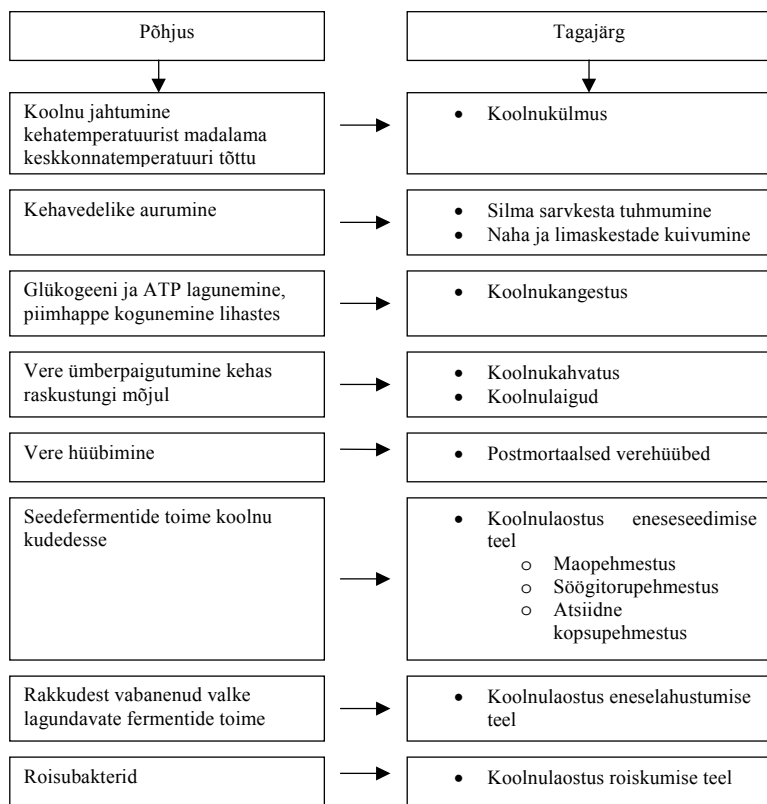 Põhjus
Tagajärg
Koolnu jahtumine
kehatemperatuurist madalama
keskkonnatemperatuuri tõttu
• Koolnukülmus
Kehavedelike aurumine
• Silma sarvkesta tuhmumine
• Naha ja limaskestade kuivumine
Glükogeeni ja ATP lagunemine,
piimhappe kogunemine lihastes
• Koolnukangestus
Vere ümberpaigutumine kehas
raskustungi mõjul
• Koolnukahvatus
• Koolnulaigud
Vere hüübimine
• Postmortaalsed verehüübed
Seedefermentide toime koolnu
kudedesse
• Koolnulaostus eneseseedimise
teel
o Maopehmestus
o Söögitorupehmestus
o Atsiidne
kopsupehmestus
Rakkudest vabanenud valke
lagundavate fermentide toime
• Koolnulaostus eneselahustumise
teel
Roisubakterid
• Koolnulaostus roiskumise teel